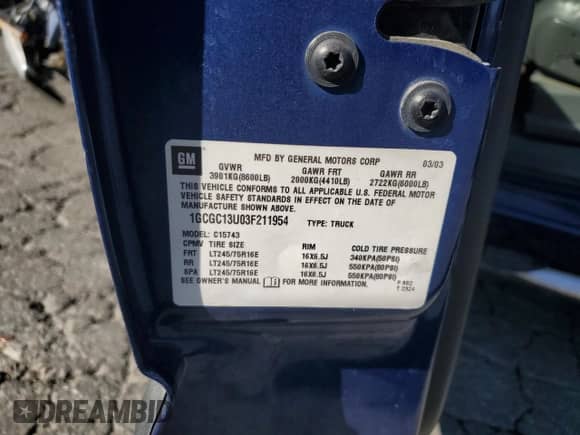 GM
MFD BY GENERAL MOTORS CORP 03/03
GVWR GAWR FRT GAWR RR
3901KG(8600LB) 2000KG(4410LB) 2722KG(6000LB)
THIS VEHICLE CONFORMS TO ALL APPLICABLE U.S. FEDERAL MOTOR
VEHICLE SAFETY STANDARDS IN EFFECT ON THE DATE OF
MANUFACTURE SHOWN ABOVE.
1GCGC13U03F211954 TYPE: TRUCK
MODEL: C15743
CPMV TIRE SIZE RIM COLD TIRE PRESSURE
FRT LT245/75R16E 16X6.5J 340KPA(50PSI)
RR LT245/75R16E 16X6.5J 550KPA(80PSI)
SPA LT245/75R16E 16X6.5J 550KPA(80PSI)
SEE OWNER'S MANUAL FOR MORE INFORMATION.
DREAMBID